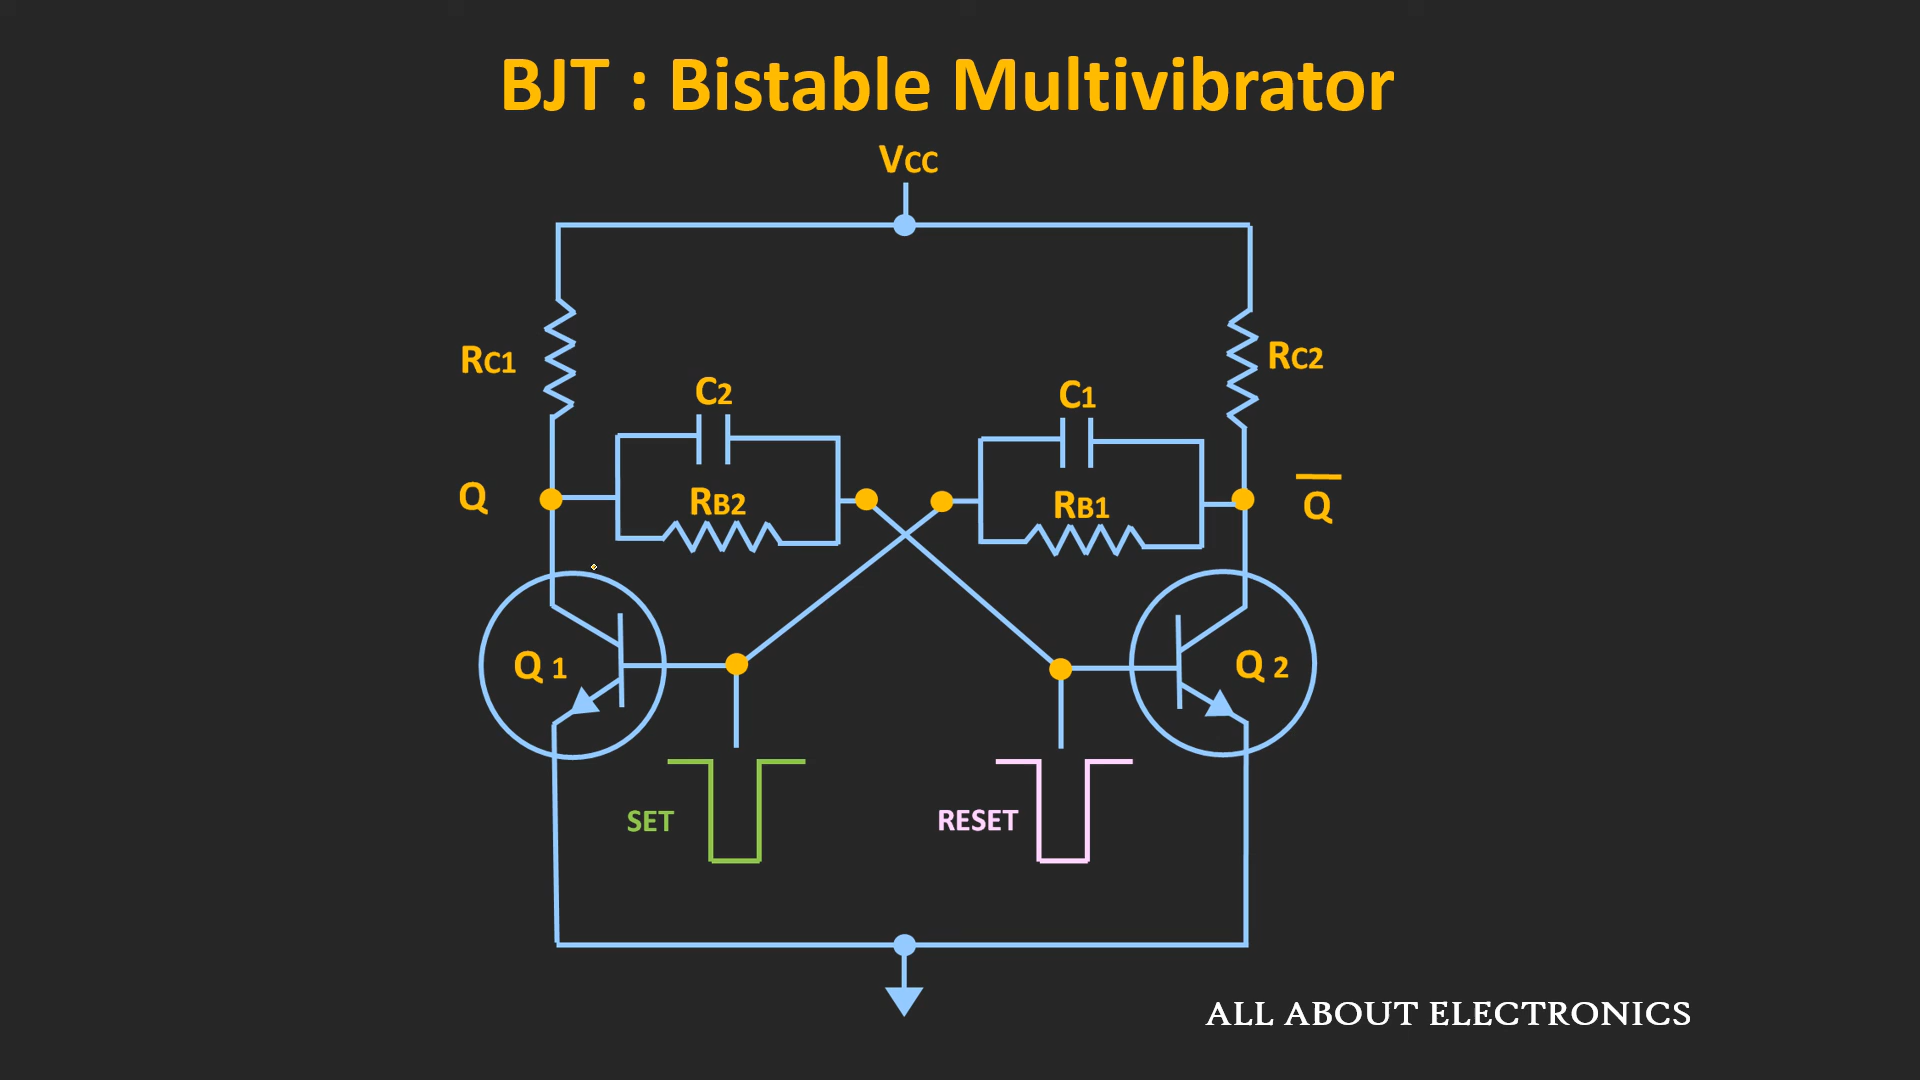 BJT : Bistable Multivibrator
VCC
RC1
RC2
C2
C1
Q
RB2
RB1
Q
Q 1
Q 2
SET
RESET
ALL ABOUT ELECTRONICS